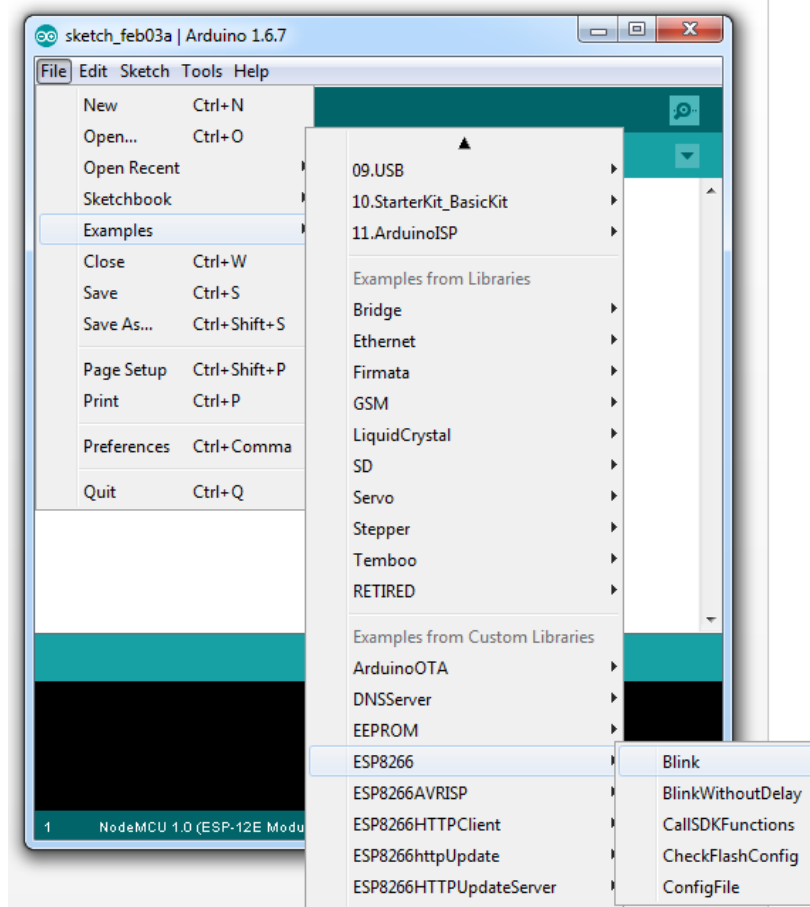 sketch_feb03a | Arduino 1.6.7
File Edit Sketch Tools Help
New Ctrl+N
Open... Ctrl+O
Open Recent
Sketchbook
Examples
Close Ctrl+W
Save Ctrl+S
Save As... Ctrl+Shift+S
Page Setup Ctrl+Shift+P
Print Ctrl+P
Preferences Ctrl+Comma
Quit Ctrl+Q
09.USB
10.StarterKit_BasicKit
11.ArduinoISP
Examples from Libraries
Bridge
Ethernet
Firmata
GSM
LiquidCrystal
SD
Servo
Stepper
Temboo
RETIRED
Examples from Custom Libraries
ArduinoOTA
DNSServer
EEPROM
ESP8266
ESP8266AVRISP
ESP8266HTTPClient
ESP8266httpUpdate
ESP8266HTTPUpdateServer
Blink
BlinkWithoutDelay
CallSDKFunctions
CheckFlashConfig
ConfigFile
1 NodeMCU 1.0 (ESP-12E Modu